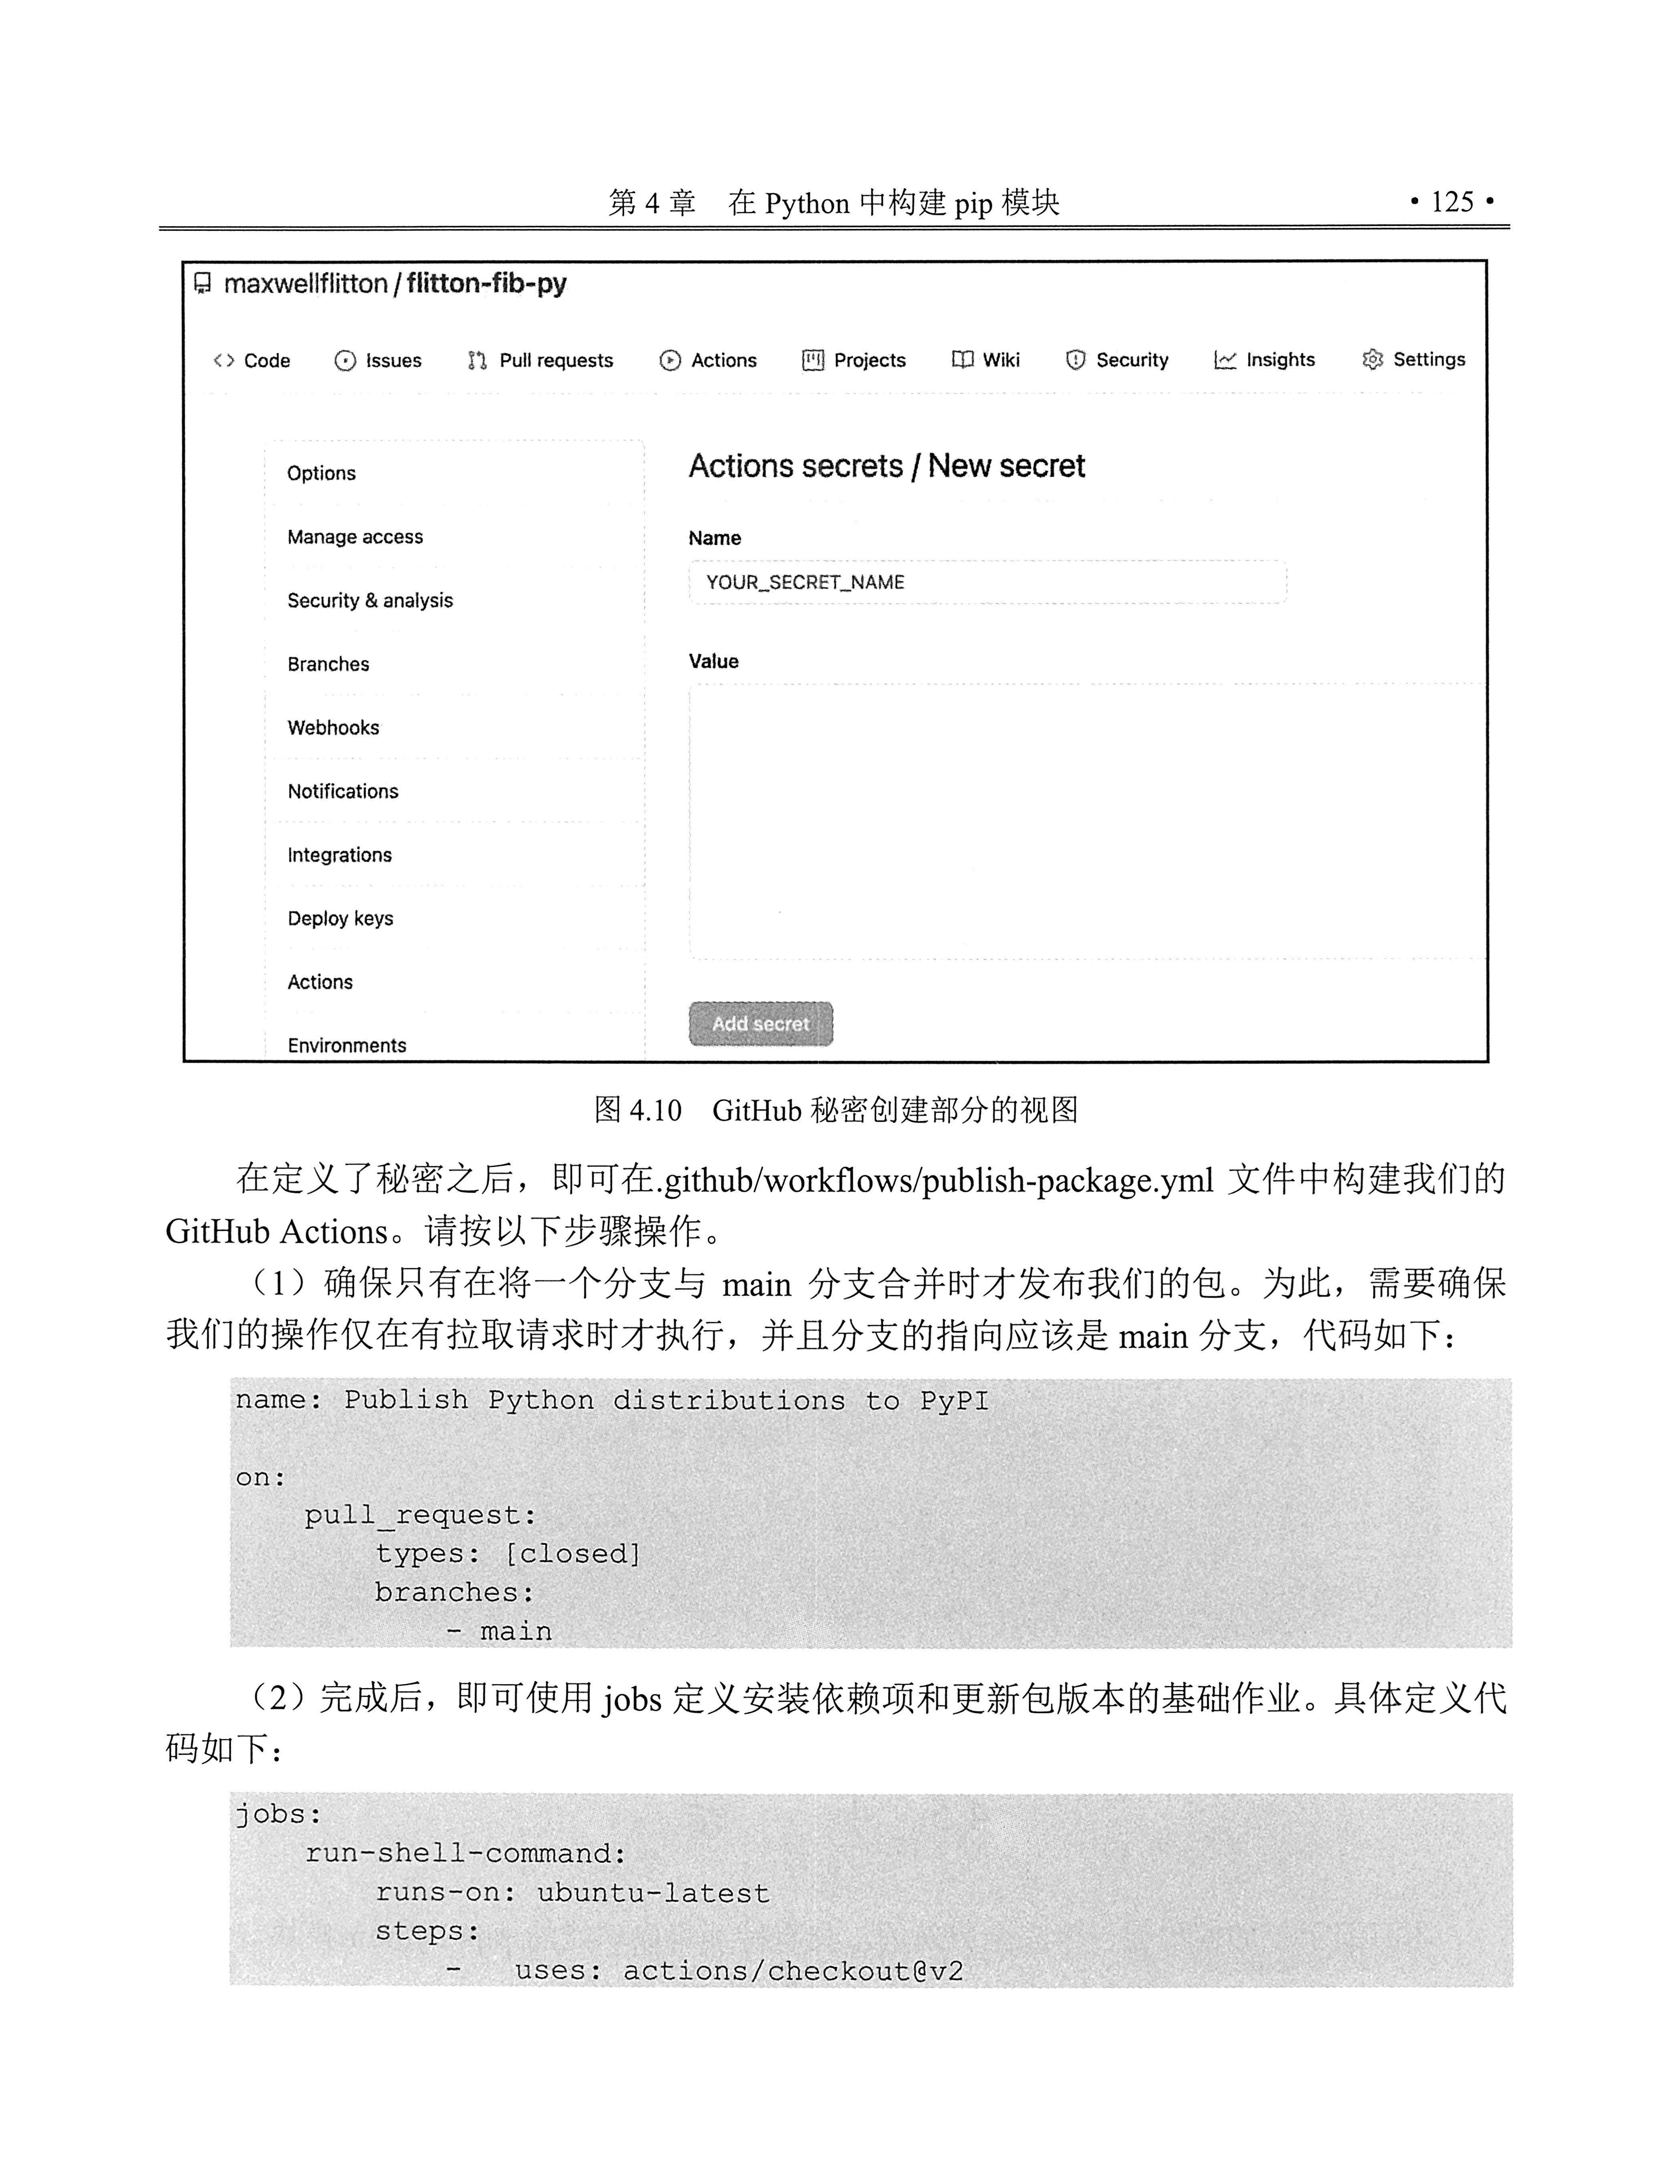 第 4 章　在 Python 中构建 pip 模块　• 125 •
maxwellflitton / flitton-fib-py
Code Issues Pull requests Actions Projects Wiki Security Insights Settings
Options
Manage access
Security & analysis
Branches
Webhooks
Notifications
Integrations
Deploy keys
Actions
Environments
Actions secrets / New secret
Name
YOUR_SECRET_NAME
Value
Add secret
图 4.10　GitHub 秘密创建部分的视图
在定义了秘密之后，即可在.github/workflows/publish-package.yml 文件中构建我们的
GitHub Actions。请按以下步骤操作。
（1）确保只有在将一个分支与 main 分支合并时才发布我们的包。为此，需要确保
我们的操作仅在有拉取请求时才执行，并且分支的指向应该是 main 分支，代码如下：
name: Publish Python distributions to PyPI
on:
    pull_request:
        types: [closed]
        branches:
            - main
（2）完成后，即可使用 jobs 定义安装依赖项和更新包版本的基础作业。具体定义代
码如下：
jobs:
    run-shell-command:
        runs-on: ubuntu-latest
        steps:
            -   uses: actions/checkout@v2